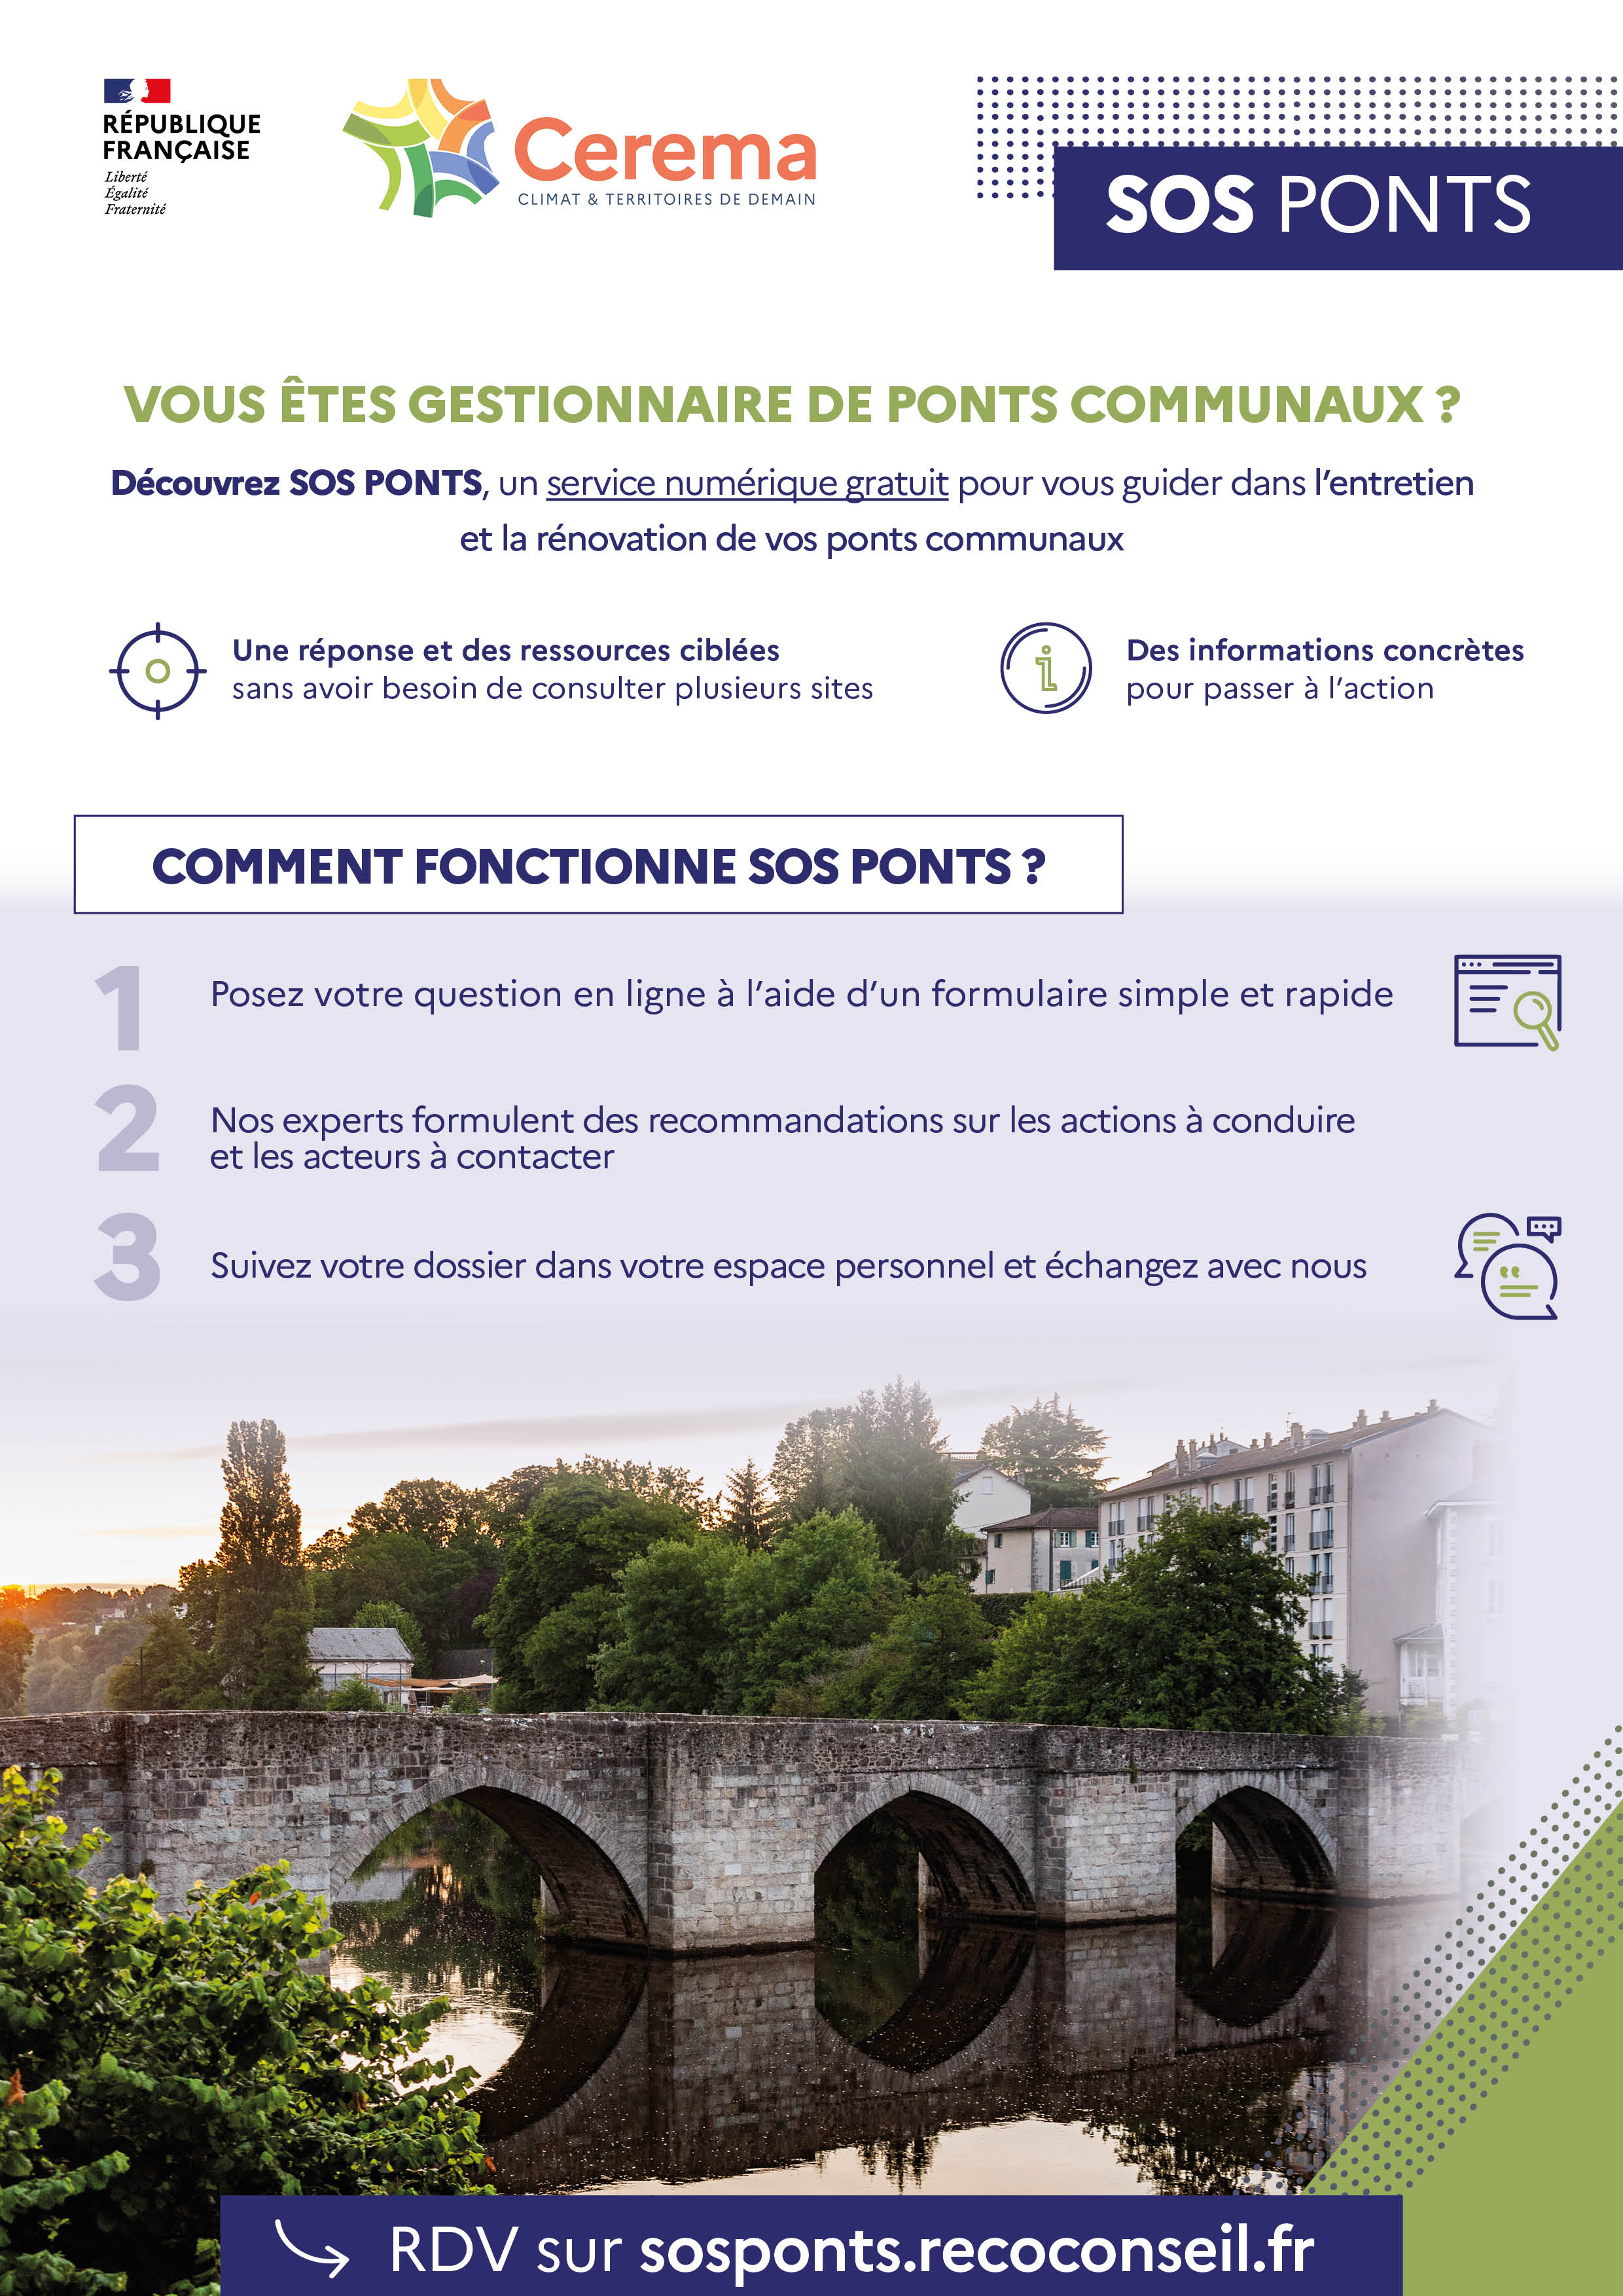 RÉPUBLIQUE
FRANÇAISE
Liberté
Égalité
Fraternité
Cerema
CLIMAT & TERRITOIRES DE DEMAIN
SOS PONTS
VOUS ÊTES GESTIONNAIRE DE PONTS COMMUNAUX ?
Découvrez SOS PONTS, un service numérique gratuit pour vous guider dans l’entretien
et la rénovation de vos ponts communaux
Une réponse et des ressources ciblées
sans avoir besoin de consulter plusieurs sites
Des informations concrètes
pour passer à l’action
COMMENT FONCTIONNE SOS PONTS ?
1
Posez votre question en ligne à l’aide d’un formulaire simple et rapide
2
Nos experts formulent des recommandations sur les actions à conduire
et les acteurs à contacter
3
Suivez votre dossier dans votre espace personnel et échangez avec nous
RDV sur sosponts.recoconseil.fr